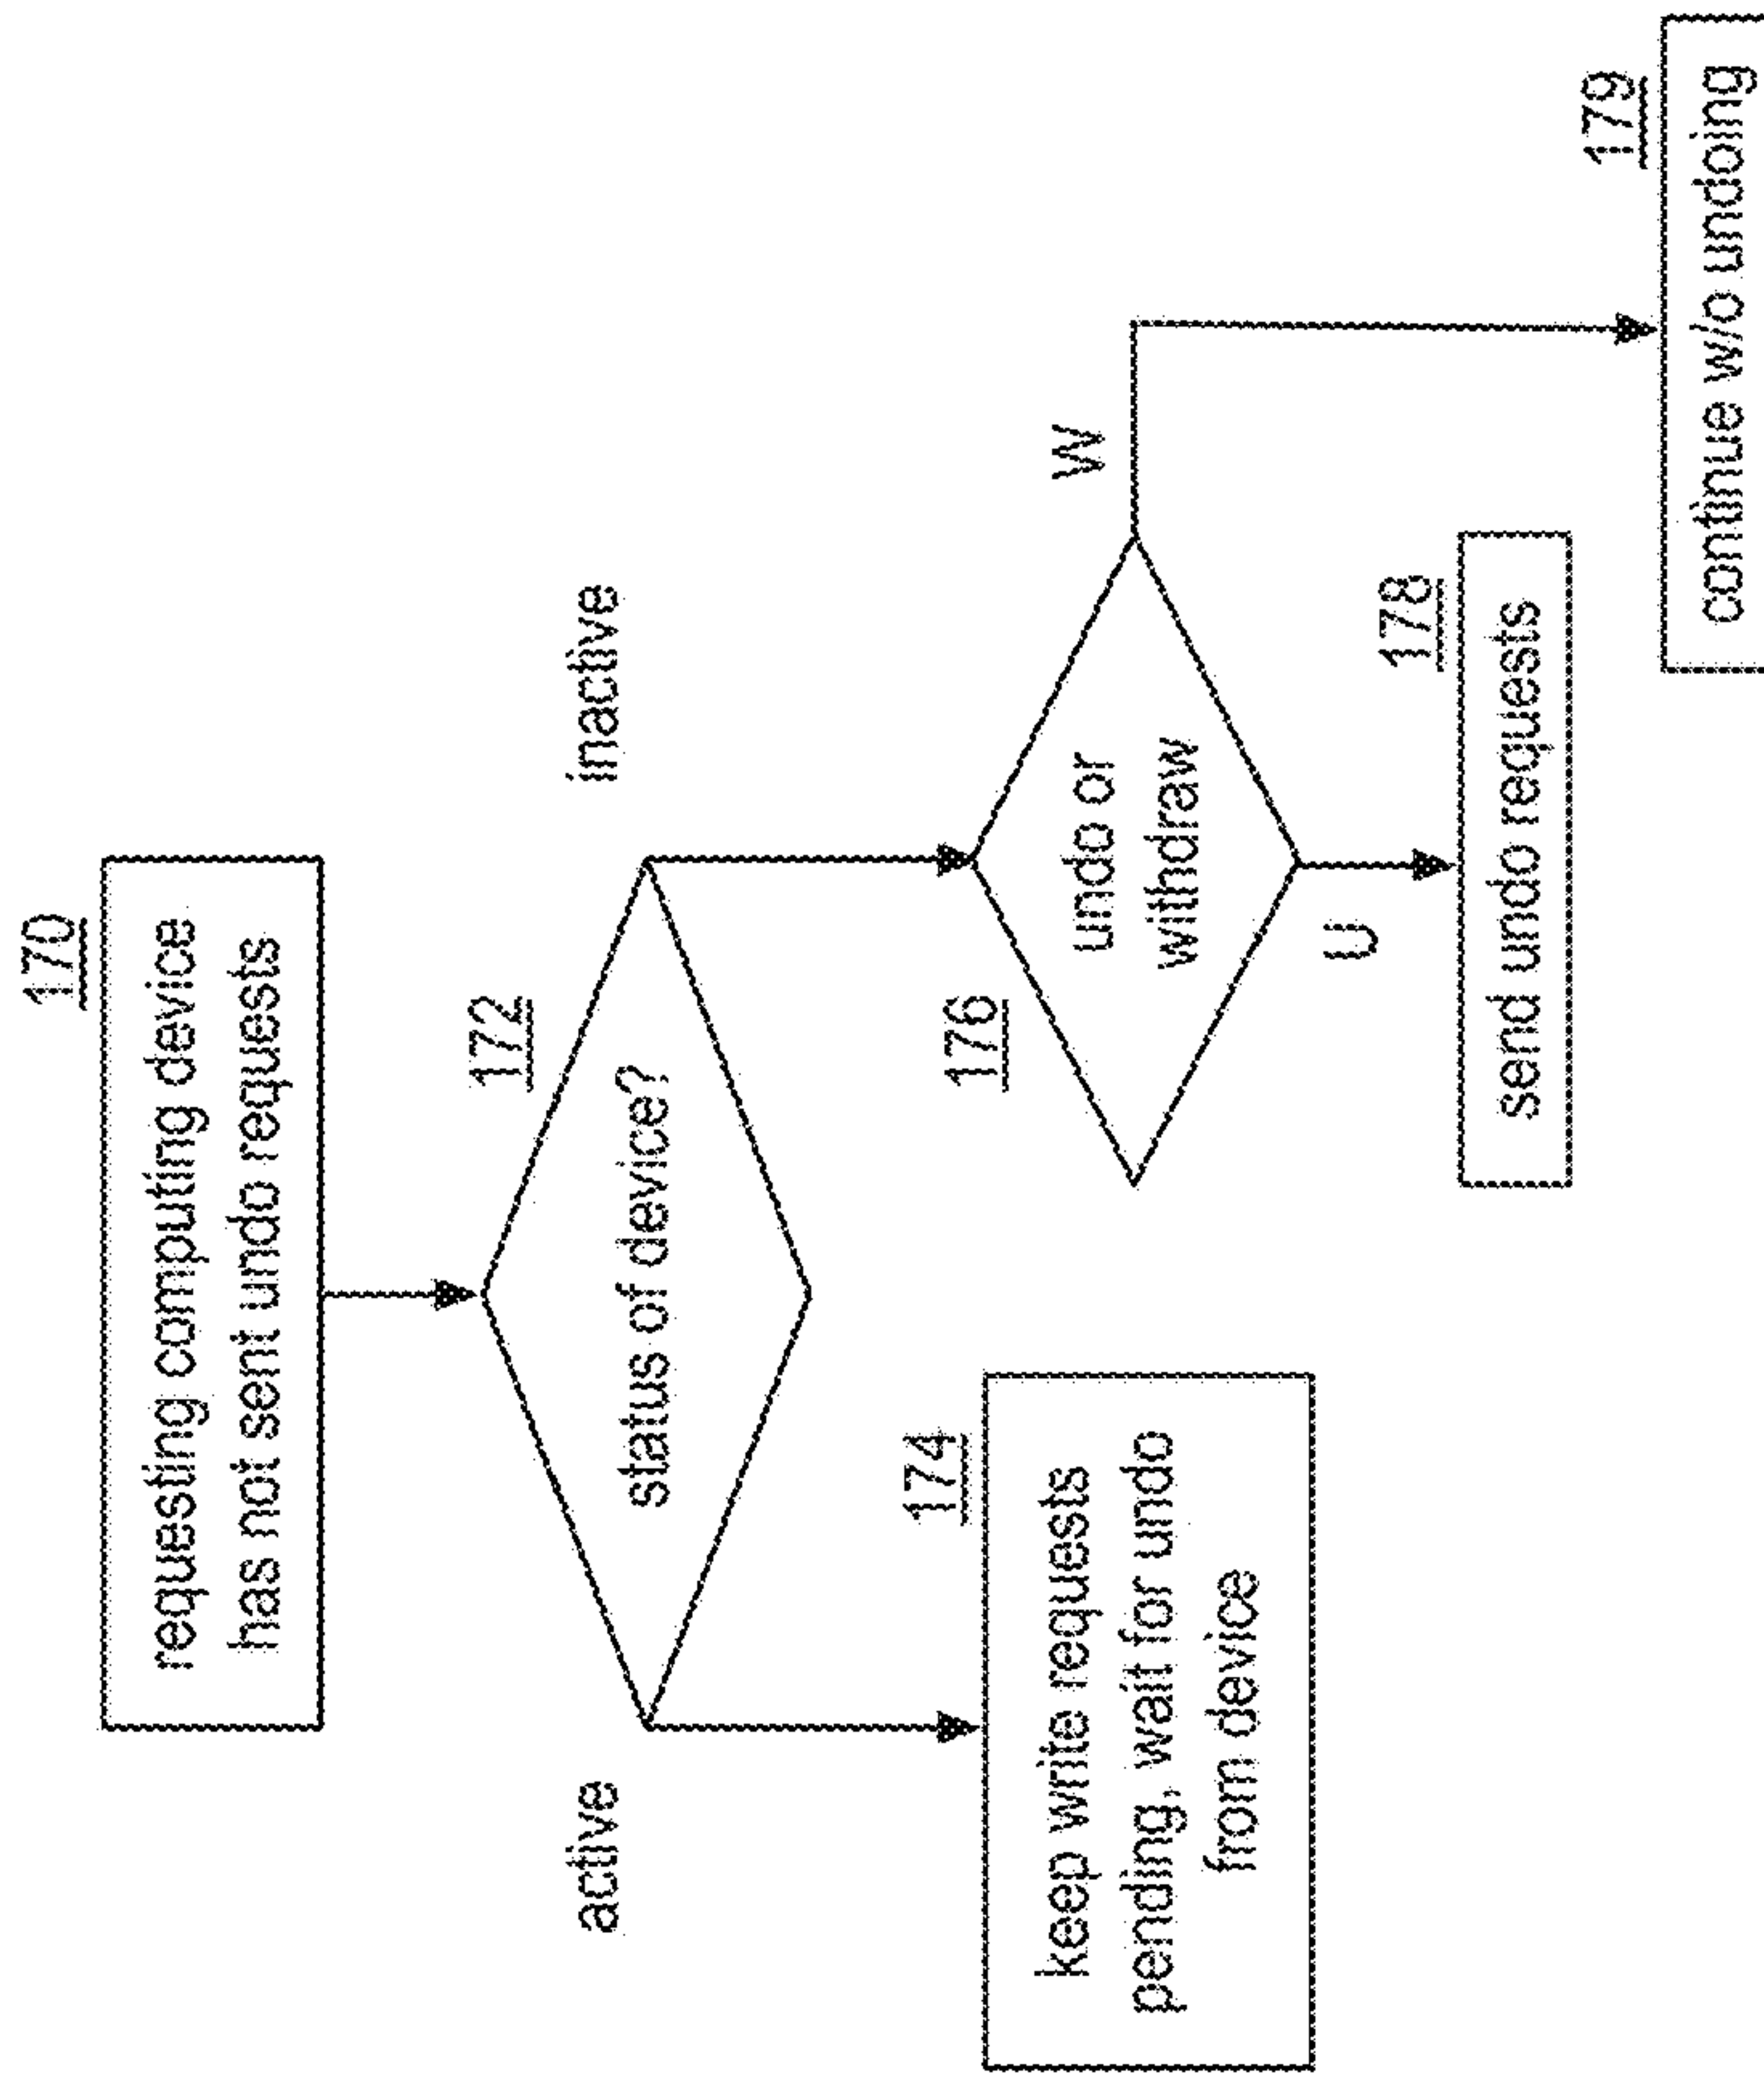 170
requesting computing device
has not sent undo requests
172
status of device?
active
inactive
174
keep write requests
pending, wait for undo
from device
176
undo or
withdraw
W
U
178
send undo requests
179
continue w/o undoing